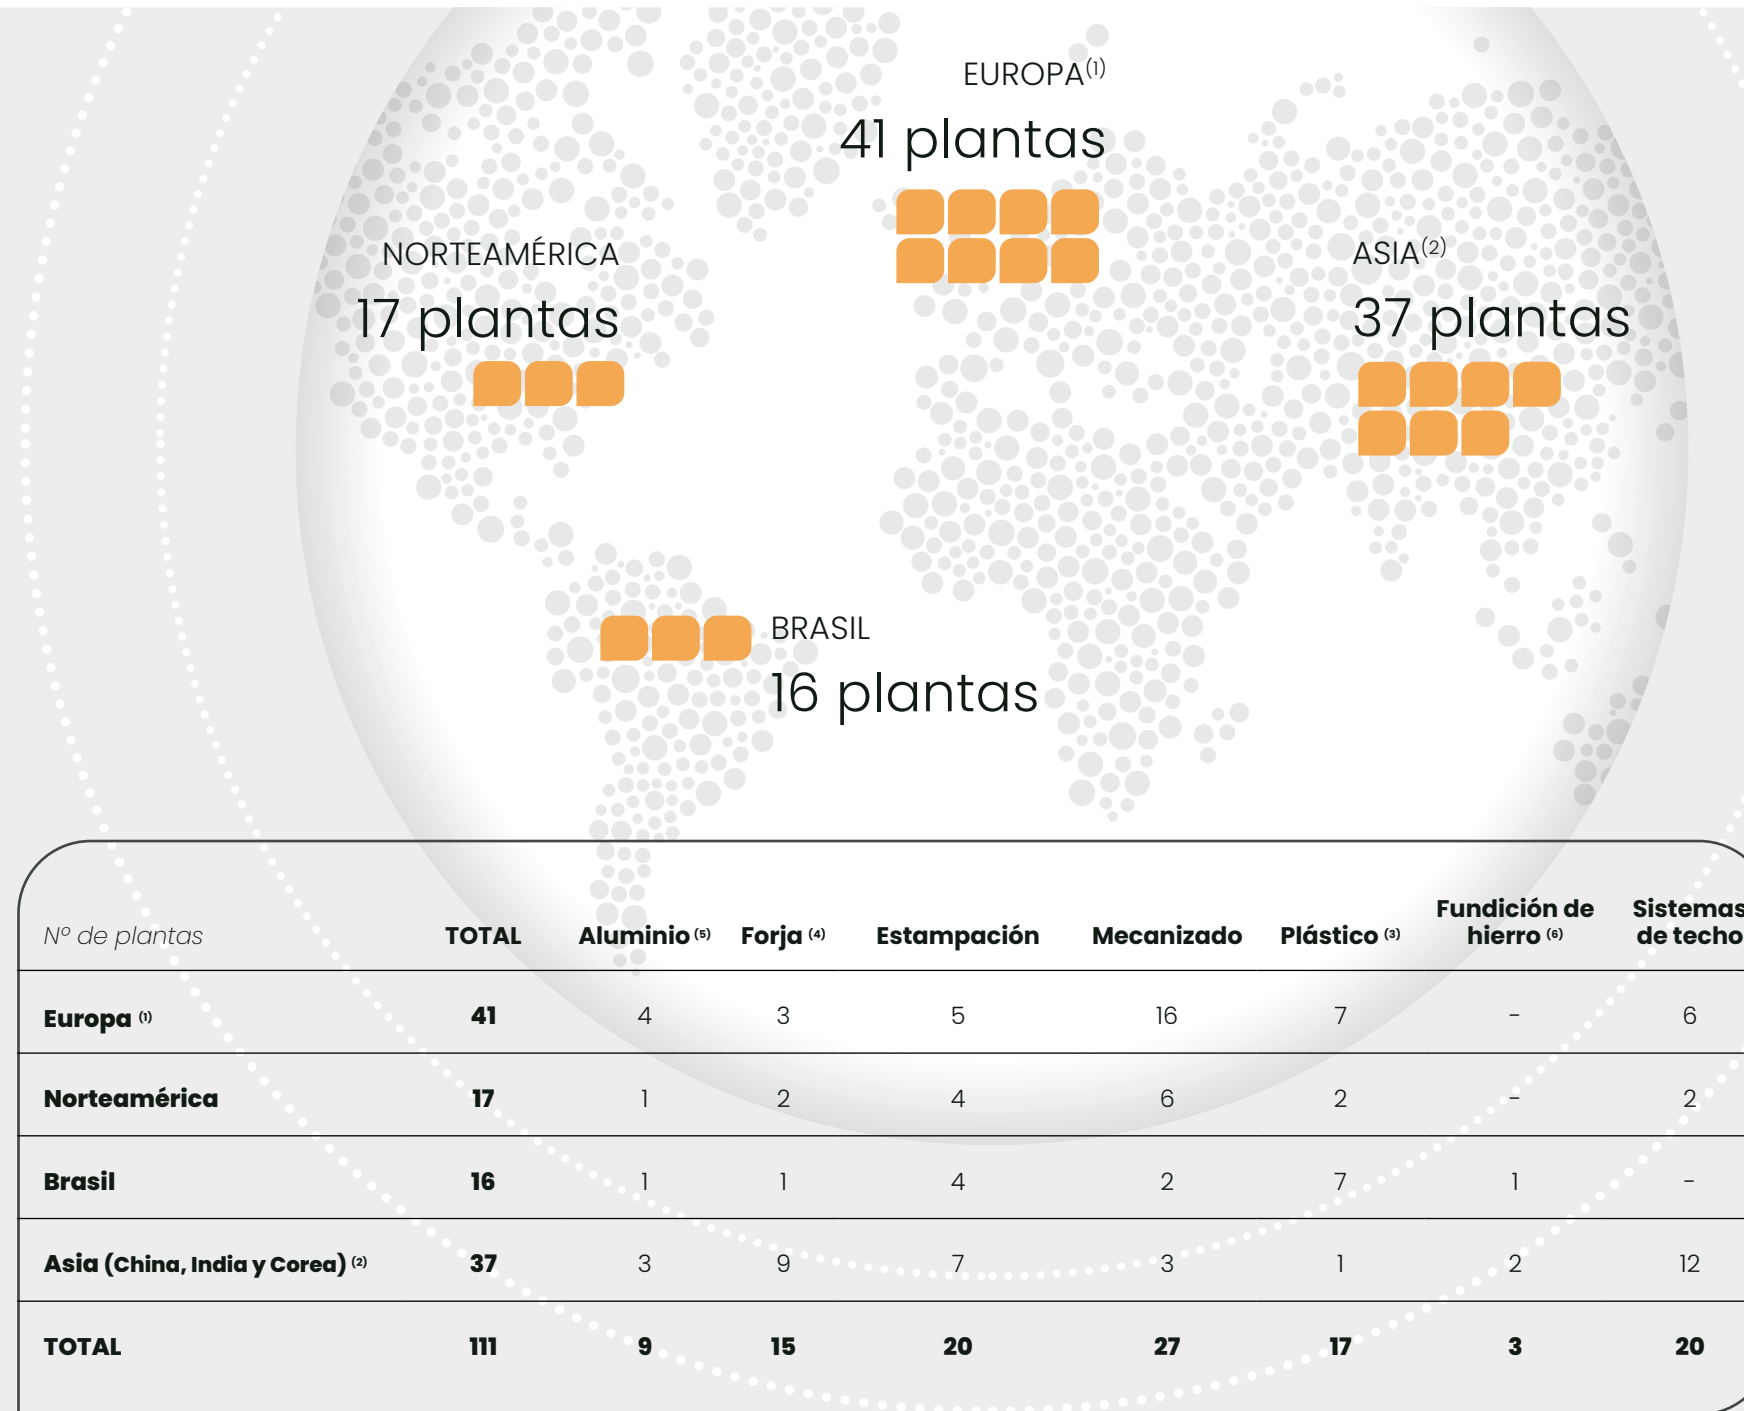 EUROPA(1)
41 plantas
NORTEAMÉRICA
17 plantas
ASIA(2)
37 plantas
BRASIL
16 plantas
Nº de plantas TOTAL Aluminio (5) Forja (4) Estampación Mecanizado Plástico (3) Fundición de hierro (6) Sistemas de techo
Europa (1) 41 4 3 5 16 7 - 6
Norteamérica 17 1 2 4 6 2 - 2
Brasil 16 1 1 4 2 7 1 -
Asia (China, India y Corea) (2) 37 3 9 7 3 1 2 12
TOTAL 111 9 15 20 27 17 3 20